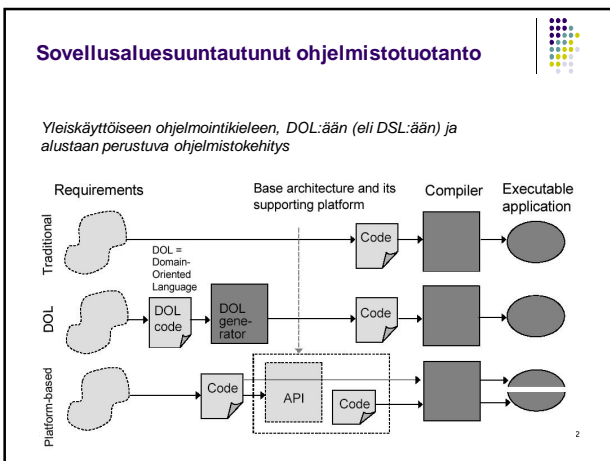 Sovellusaluesuuntautunut ohjelmistotuotanto
Yleiskäyttöiseen ohjelmointikieleen, DOL:ään (eli DSL:ään) ja
alustaan perustuva ohjelmistokehitys
Requirements
Base architecture and its
supporting platform
Compiler
Executable
application
Traditional
Code
DOL =
Domain-
Oriented
Language
DOL
DOL
code
DOL
gene-
rator
Code
Platform-based
Code
API
Code
2